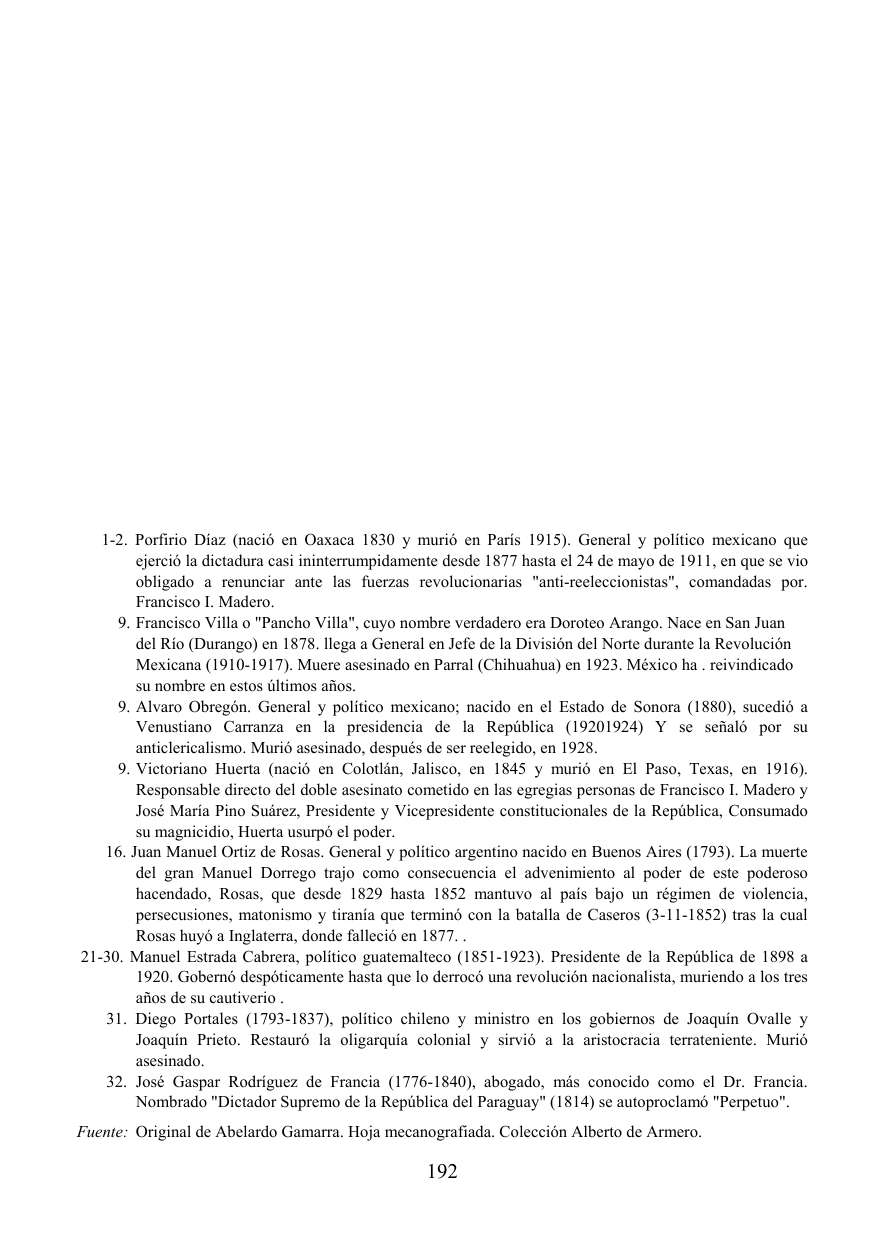 1-2. Porfirio Díaz (nació en Oaxaca 1830 y murió en París 1915). General y político mexicano que
ejerció la dictadura casi ininterrumpidamente desde 1877 hasta el 24 de mayo de 1911, en que se vio
obligado a renunciar ante las fuerzas revolucionarias "anti-reeleccionistas", comandadas por.
Francisco I. Madero.
9. Francisco Villa o "Pancho Villa", cuyo nombre verdadero era Doroteo Arango. Nace en San Juan
del Río (Durango) en 1878. llega a General en Jefe de la División del Norte durante la Revolución
Mexicana (1910-1917). Muere asesinado en Parral (Chihuahua) en 1923. México ha . reivindicado
su nombre en estos últimos años.
9. Alvaro Obregón. General y político mexicano; nacido en el Estado de Sonora (1880), sucedió a
Venustiano Carranza en la presidencia de la República (19201924) Y se señaló por su
anticlericalismo. Murió asesinado, después de ser reelegido, en 1928.
9. Victoriano Huerta (nació en Colotlán, Jalisco, en 1845 y murió en El Paso, Texas, en 1916).
Responsable directo del doble asesinato cometido en las egregias personas de Francisco I. Madero y
José María Pino Suárez, Presidente y Vicepresidente constitucionales de la República, Consumado
su magnicidio, Huerta usurpó el poder.
16. Juan Manuel Ortiz de Rosas. General y político argentino nacido en Buenos Aires (1793). La muerte
del gran Manuel Dorrego trajo como consecuencia el advenimiento al poder de este poderoso
hacendado, Rosas, que desde 1829 hasta 1852 mantuvo al país bajo un régimen de violencia,
persecusiones, matonismo y tiranía que terminó con la batalla de Caseros (3-11-1852) tras la cual
Rosas huyó a Inglaterra, donde falleció en 1877. .
21-30. Manuel Estrada Cabrera, político guatemalteco (1851-1923). Presidente de la República de 1898 a
1920. Gobernó despóticamente hasta que lo derrocó una revolución nacionalista, muriendo a los tres
años de su cautiverio .
31. Diego Portales (1793-1837), político chileno y ministro en los gobiernos de Joaquín Ovalle y
Joaquín Prieto. Restauró la oligarquía colonial y sirvió a la aristocracia terrateniente. Murió
asesinado.
32. José Gaspar Rodríguez de Francia (1776-1840), abogado, más conocido como el Dr. Francia.
Nombrado "Dictador Supremo de la República del Paraguay" (1814) se autoproclamó "Perpetuo".
Fuente: Original de Abelardo Gamarra. Hoja mecanografiada. Colección Alberto de Armero.
192